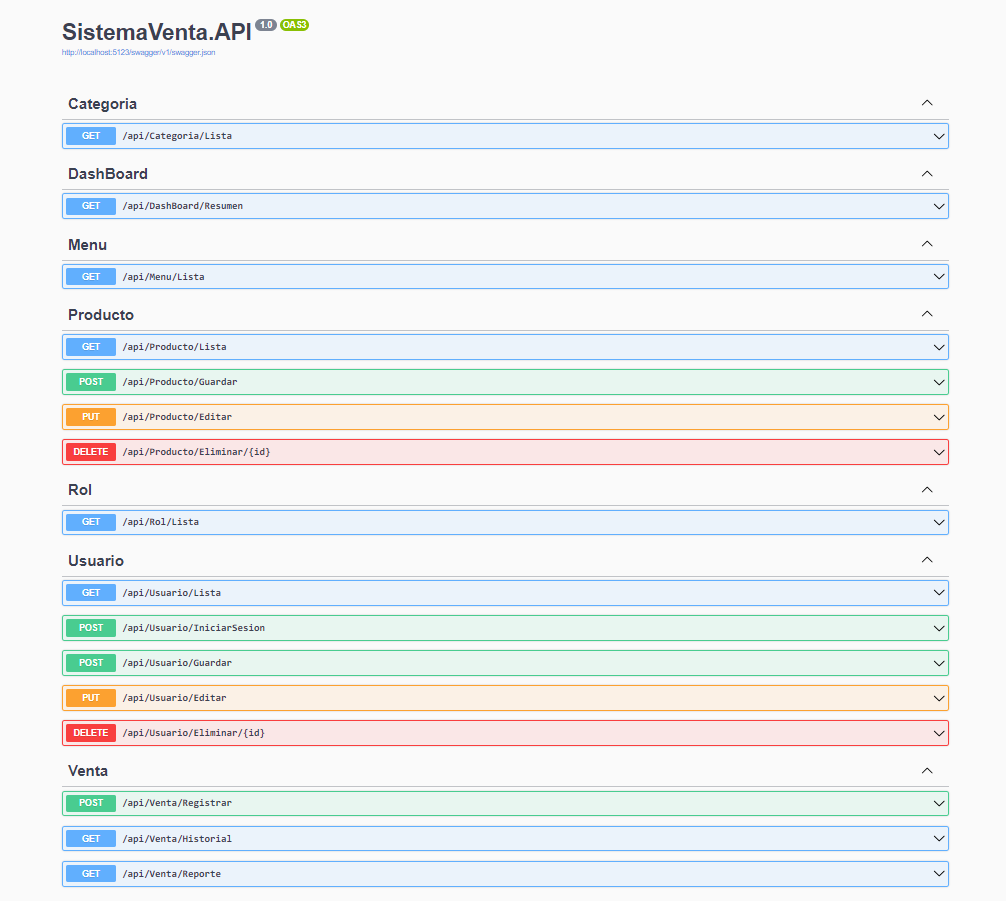 SistemaVenta.API 1.0 OAS3
http://localhost:5123/swagger/v1/swagger.json
Categoria
GET /api/Categoria/Lista
DashBoard
GET /api/DashBoard/Resumen
Menu
GET /api/Menu/Lista
Producto
GET /api/Producto/Lista
POST /api/Producto/Guardar
PUT /api/Producto/Editar
DELETE /api/Producto/Eliminar/{id}
Rol
GET /api/Rol/Lista
Usuario
GET /api/Usuario/Lista
POST /api/Usuario/IniciarSesion
POST /api/Usuario/Guardar
PUT /api/Usuario/Editar
DELETE /api/Usuario/Eliminar/{id}
Venta
POST /api/Venta/Registrar
GET /api/Venta/Historial
GET /api/Venta/Reporte